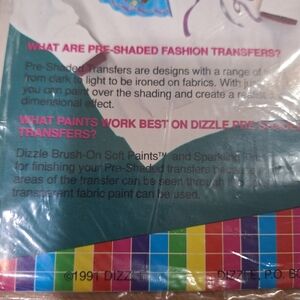 WHAT ARE PRE-SHADED FASHION TRANSFERS?
Pre-Shaded Transfers are designs with a range of
from dark to light to be ironed on fabrics. With just
you can paint over the shading and create a
dimensional effect.
WHAT PAINTS WORK BEST ON DIZZLE
TRANSFERS?
Dizzle Brush-On Soft Paints™ and Sparkling
for finishing your Pre-Shaded transfers
areas of the transfer can be seen through
transparent fabric paint can be used.
©1991 DIZZLE DIZZLE, P.O. B